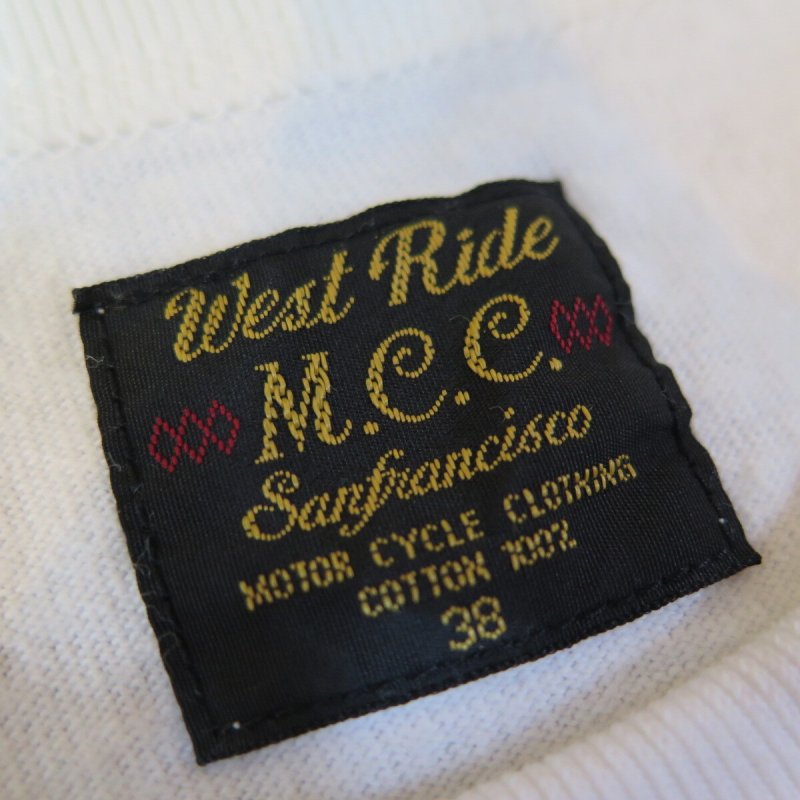 West Ride
M.C.C.
Sanfrancisco
MOTOR CYCLE CLOTHING
COTTON 100%
38